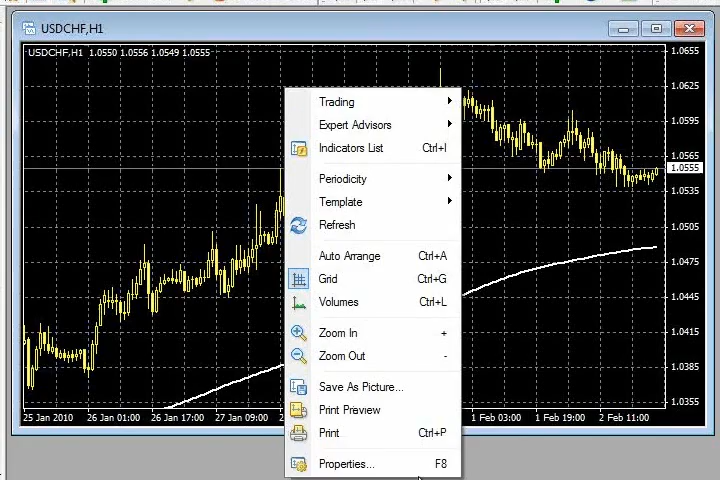 USDCHF,H1
USDCHF,H1 1.0550 1.0556 1.0549 1.0555
1.0655
1.0625
1.0595
1.0565
1.0555
1.0535
1.0505
1.0475
1.0445
1.0415
1.0385
1.0355
Trading
Expert Advisors
Indicators List Ctrl+I
Periodicity
Template
Refresh
Auto Arrange Ctrl+A
Grid Ctrl+G
Volumes Ctrl+L
Zoom In +
Zoom Out -
Save As Picture...
Print Preview
Print Ctrl+P
Properties... F8
25 Jan 2010 26 Jan 01:00 26 Jan 17:00 27 Jan 09:00 1 Feb 03:00 1 Feb 19:00 2 Feb 11:00